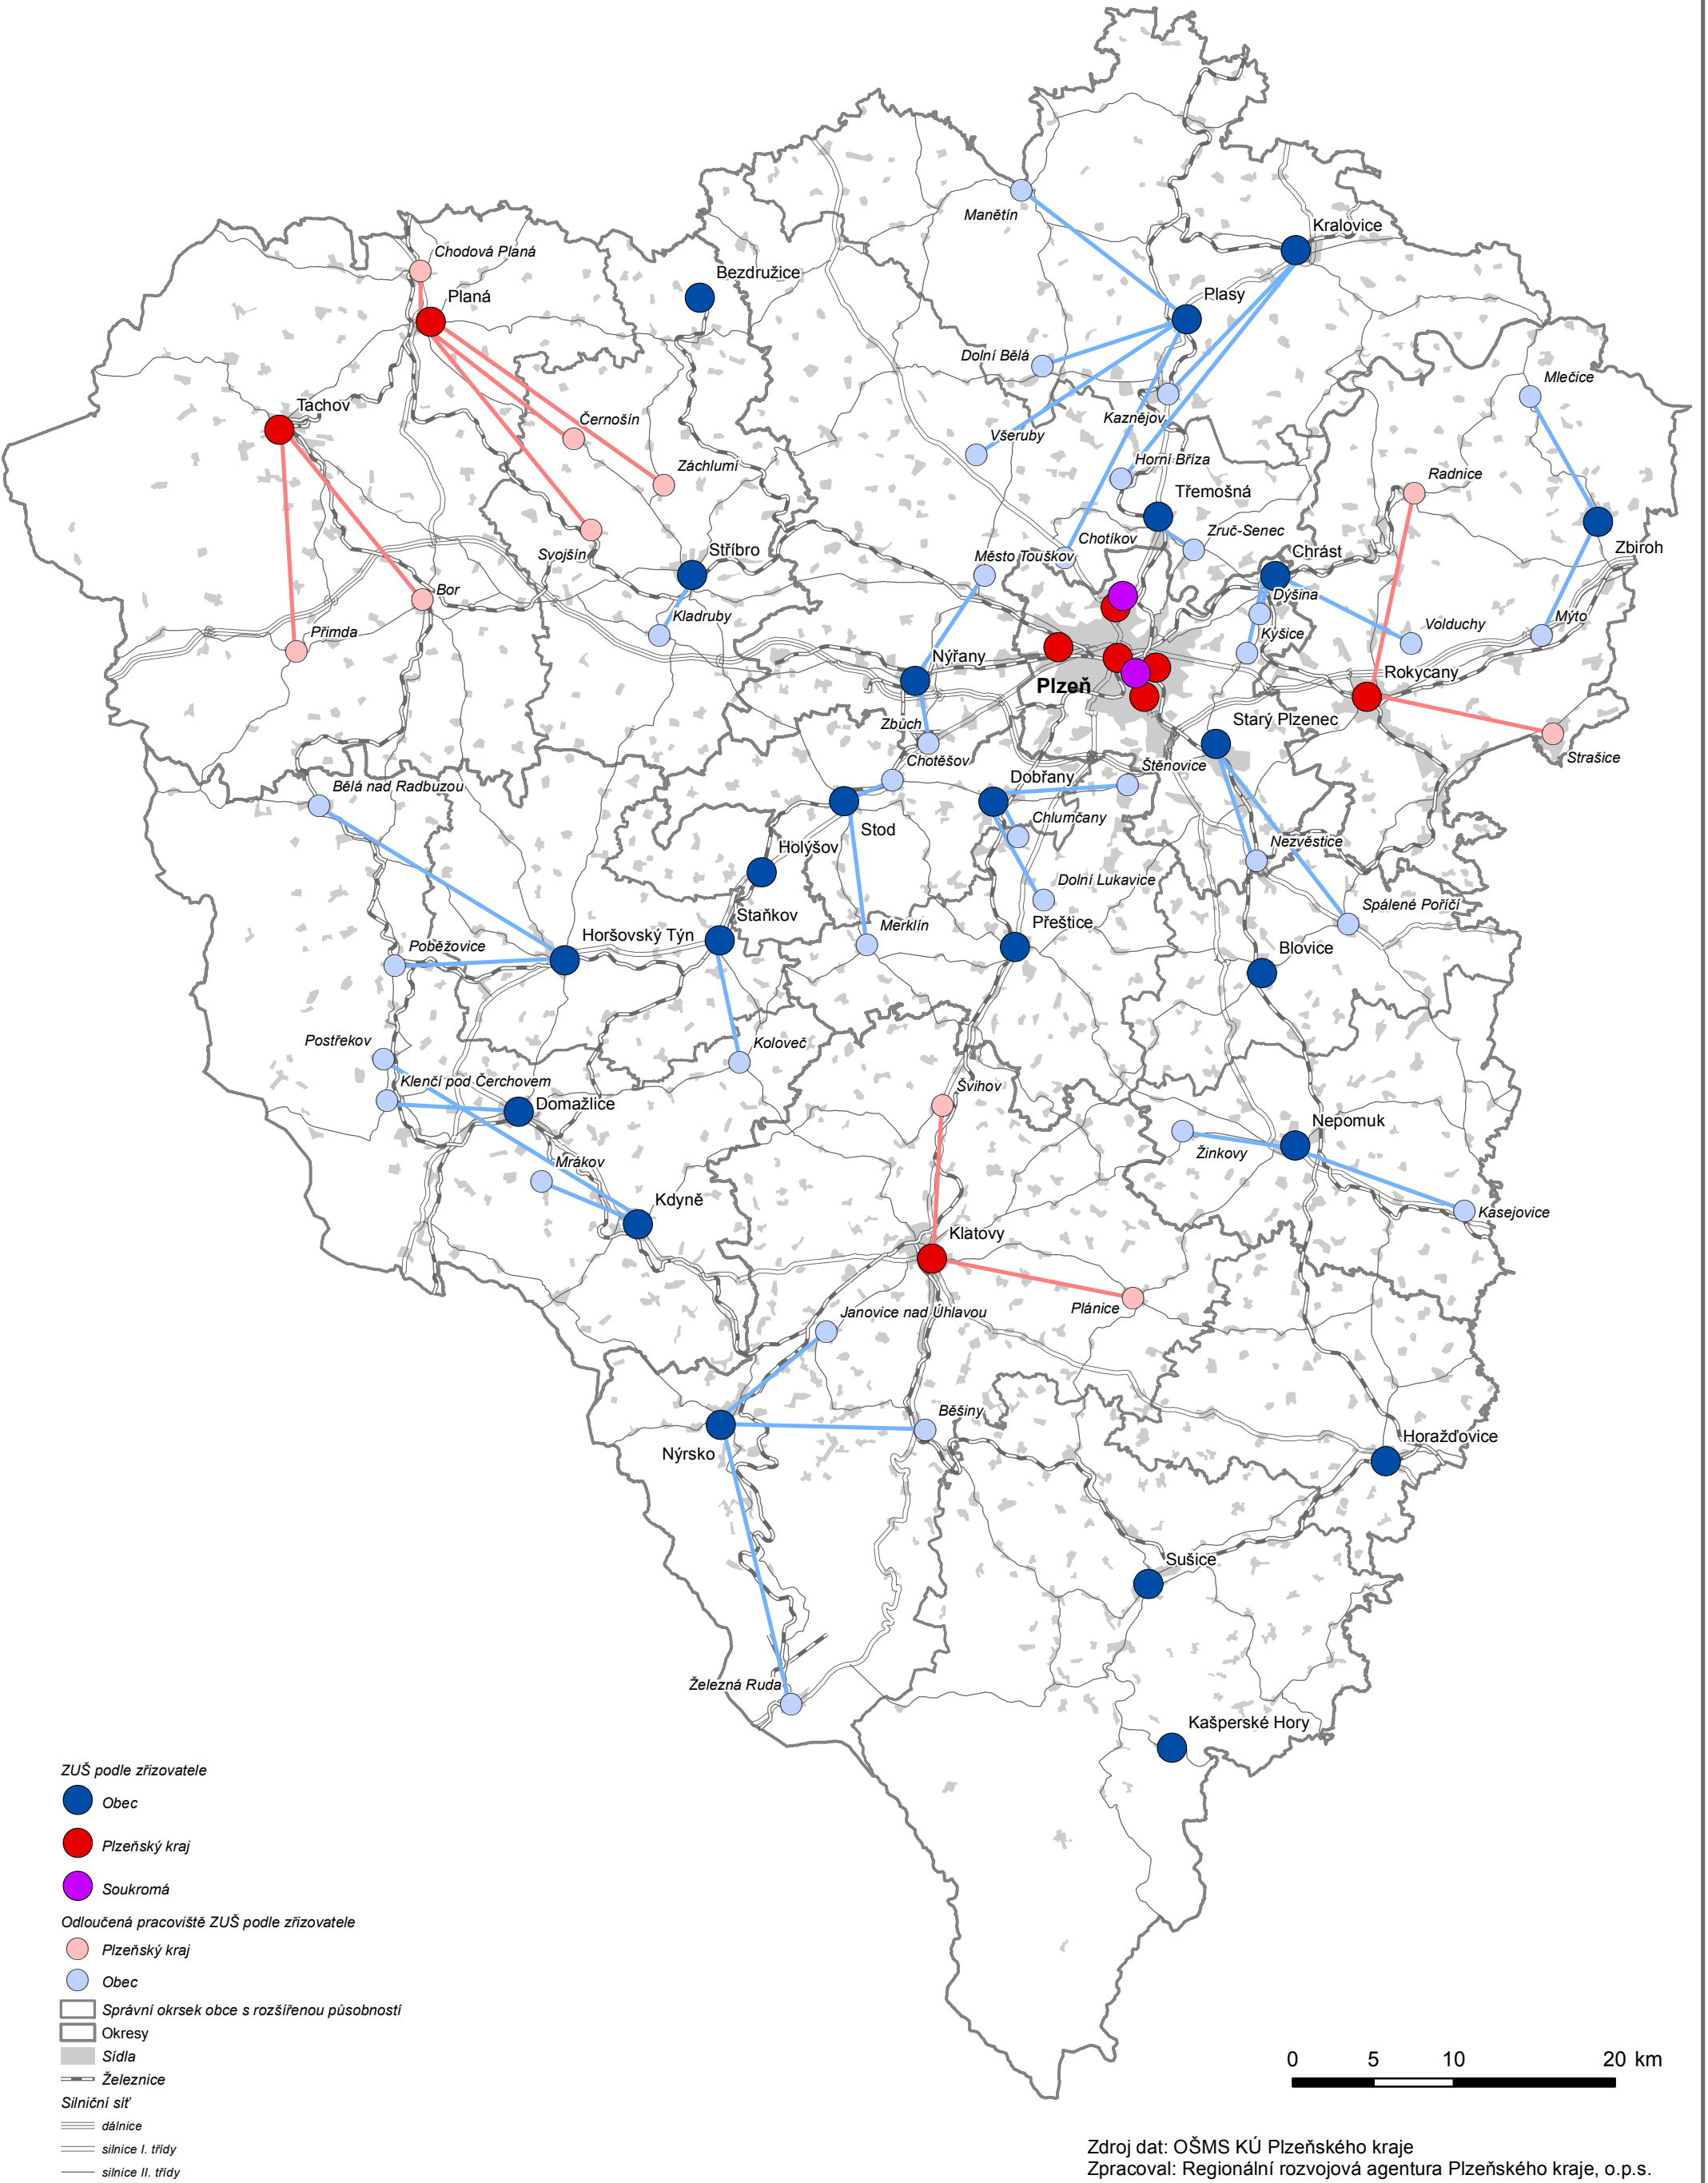 Manětín
Kralovice
Chodová Planá
Bezdružice
Planá
Plasy
Dolní Bělá
Mlečice
Tachov
Kaznějov
Černošín
Všeruby
Horní Bříza
Záchlumí
Radnice
Třemošná
Zruč-Senec
Chotíkov
Svojšín
Stříbro
Město Touškov
Chrást
Zbiroh
Bor
Dýšina
Kladruby
Mýto
Přimda
Volduchy
Kyšice
Nýřany
Rokycany
Plzeň
Starý Plzenec
Zbůch
Strašice
Chotěšov
Štěnovice
Dobřany
Bělá nad Radbuzou
Chlumčany
Stod
Nezvěstice
Holýšov
Dolní Lukavice
Spálené Poříčí
Staňkov
Přeštice
Merklín
Horšovský Týn
Poběžovice
Blovice
Postřekov
Koloveč
Klenčí pod Čerchovem
Švihov
Domažlice
Nepomuk
Žinkovy
Mrákov
Kdyně
Kasejovice
Klatovy
Plánice
Janovice nad Úhlavou
Běšiny
Horažďovice
Nýrsko
Sušice
Železná Ruda
Kašperské Hory
ZUŠ podle zřizovatele
Obec
Plzeňský kraj
Soukromá
Odloučená pracoviště ZUŠ podle zřizovatele
Plzeňský kraj
Obec
Správní okrsek obce s rozšířenou působností
Okresy
Sídla
Železnice
Silniční síť
dálnice
silnice I. třídy
silnice II. třídy
0 5 10 20 km
Zdroj dat: OŠMS KÚ Plzeňského kraje
Zpracoval: Regionální rozvojová agentura Plzeňského kraje, o.p.s.